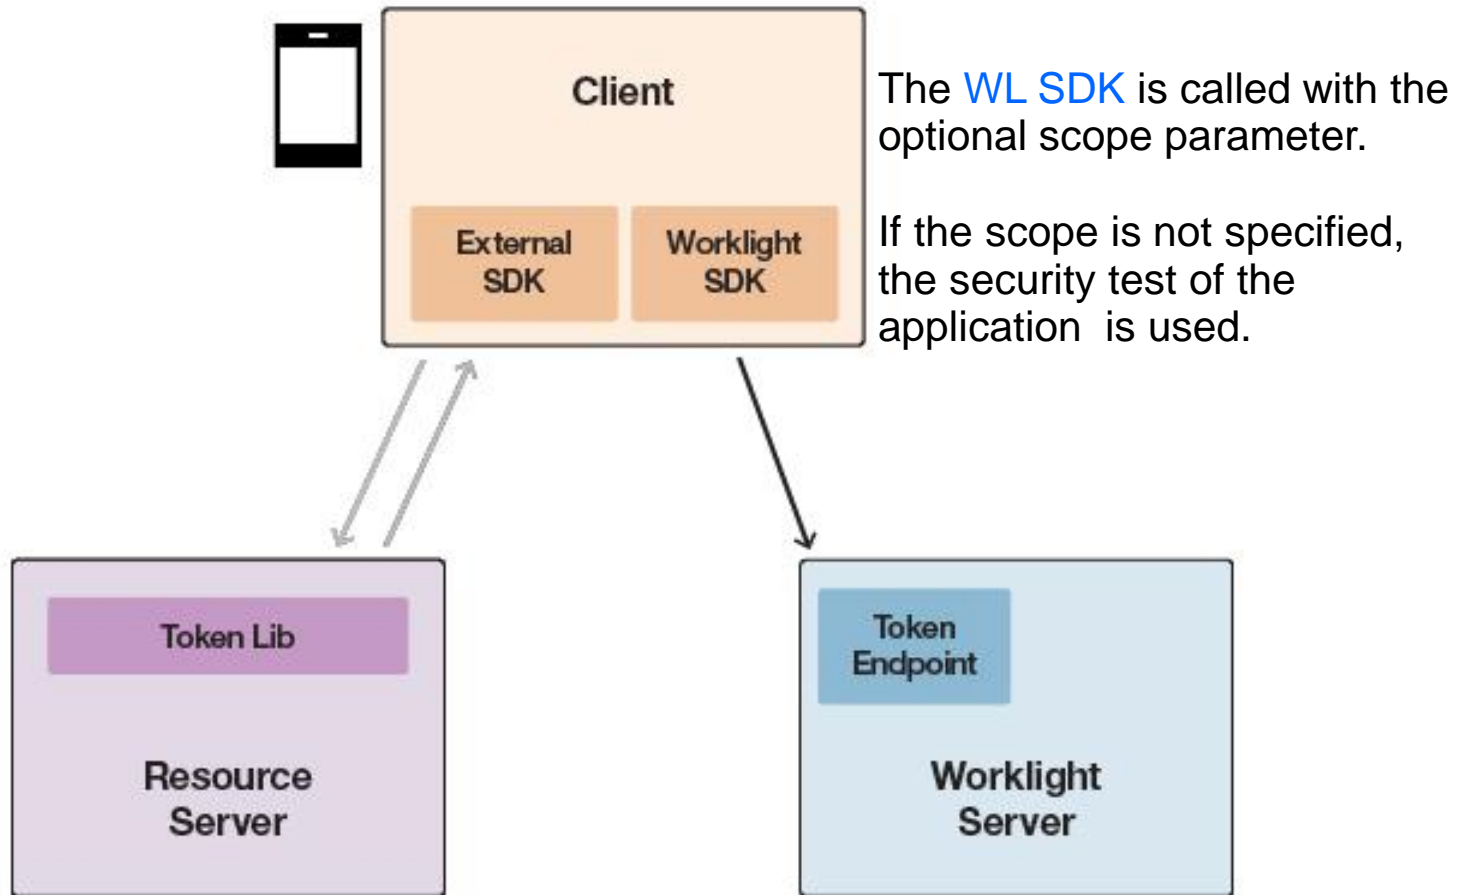 Client
The WL SDK is called with the
optional scope parameter.
If the scope is not specified,
the security test of the
application  is used.
External
SDK
Worklight
SDK
Token Lib
Resource
Server
Token
Endpoint
Worklight
Server